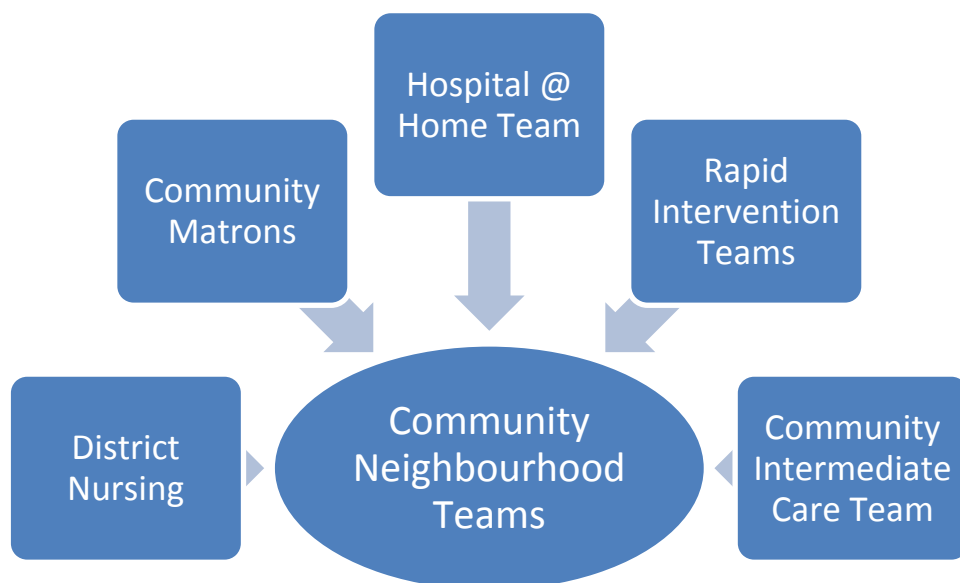 Hospital @
Home Team
Community
Matrons
Rapid
Intervention
Teams
District
Nursing
Community
Neighbourhood
Teams
Community
Intermediate
Care Team